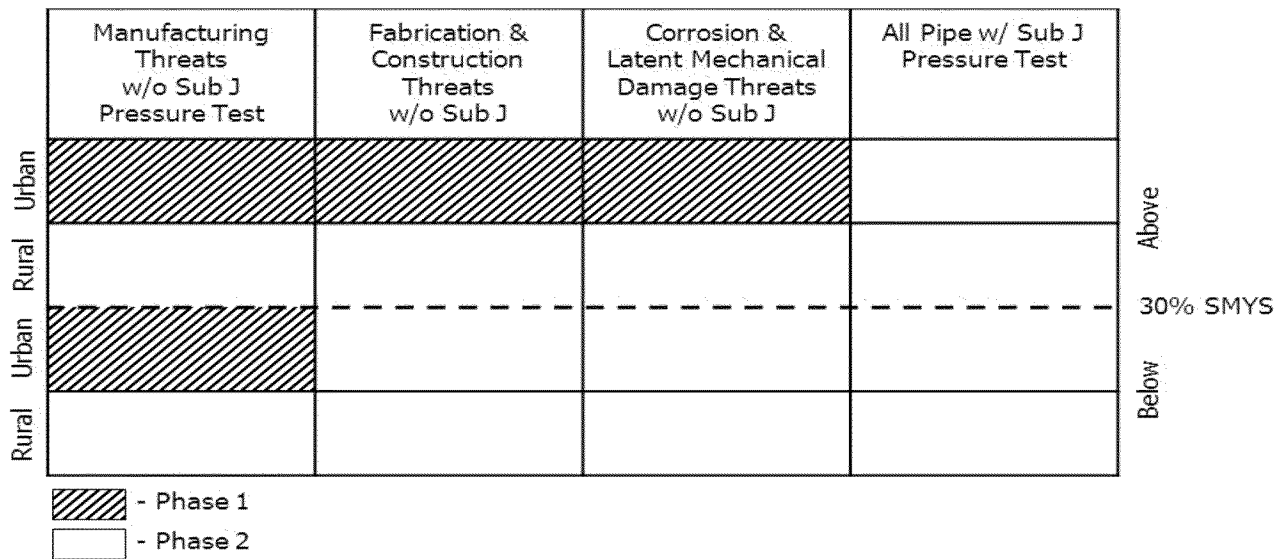 Manufacturing
Threats
w/o Sub J
Pressure Test
Fabrication &
Construction
Threats
w/o Sub J
Corrosion &
Latent Mechanical
Damage Threats
w/o Sub J
All Pipe w/ Sub J
Pressure Test
Urban
Rural
Urban
Rural
Above
30% SMYS
Below
- Phase 1
- Phase 2